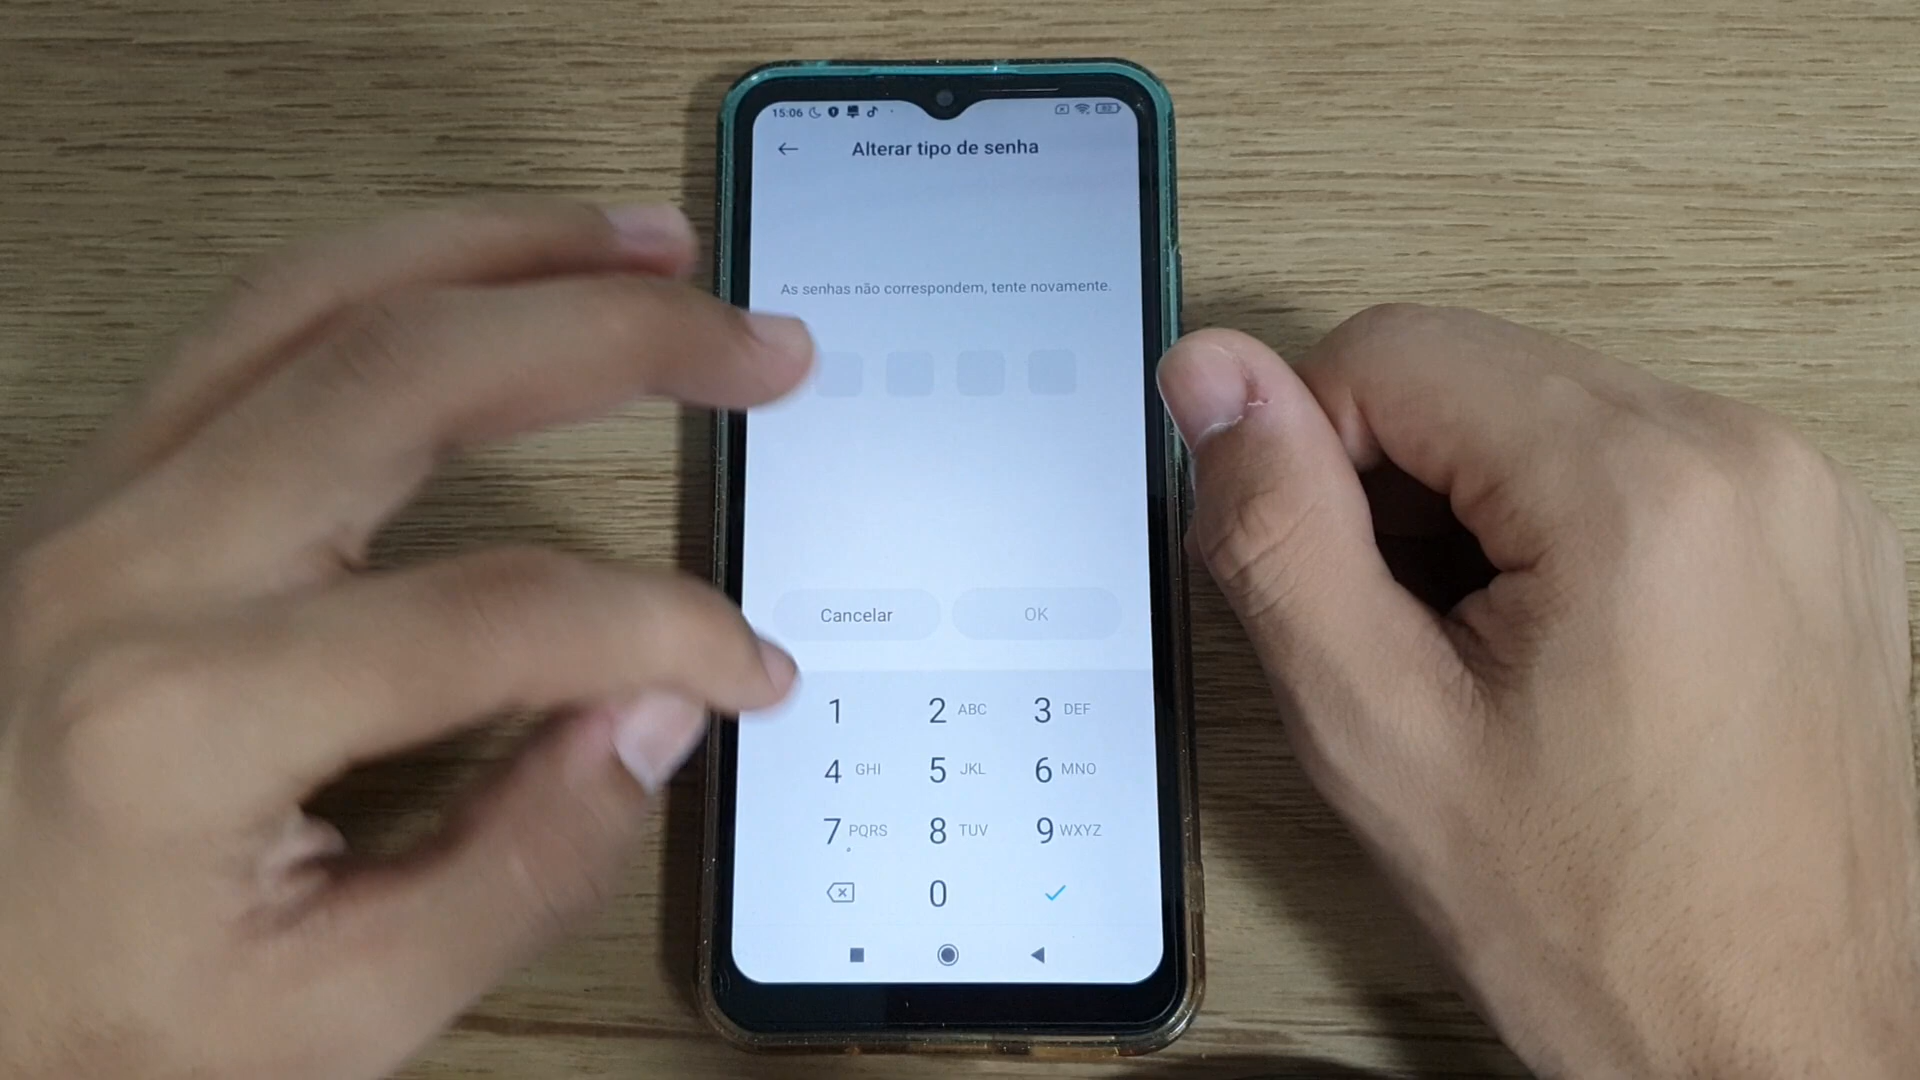 15:06
Alterar tipo de senha
As senhas não correspondem, tente novamente.
Cancelar OK
1 2 ABC 3 DEF
4 GHI 5 JKL 6 MNO
7 PQRS 8 TUV 9 WXYZ
0